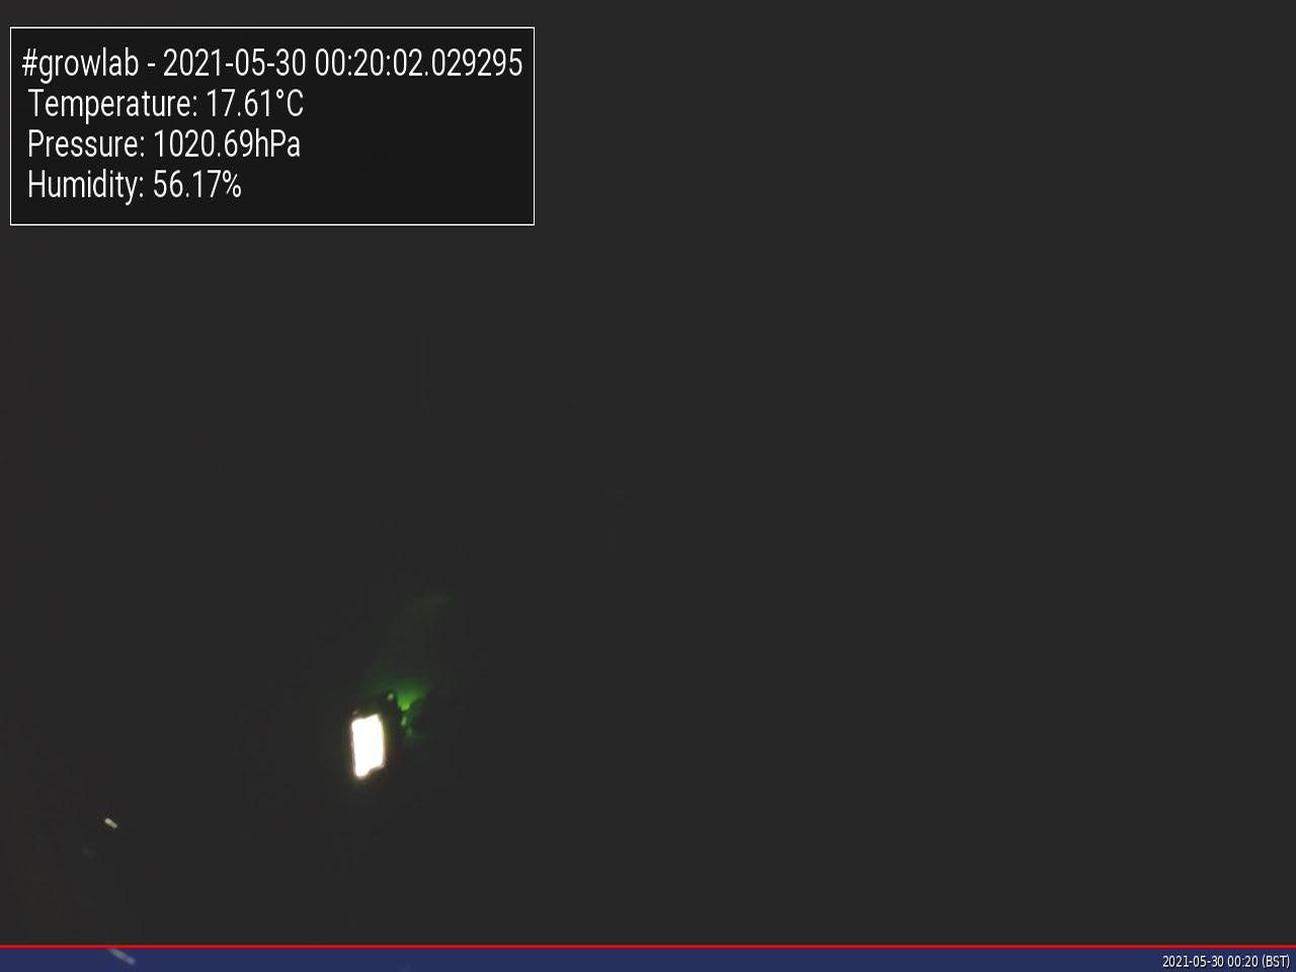 #growlab - 2021-05-30 00:20:02.029295
Temperature: 17.61°C
Pressure: 1020.69hPa
Humidity: 56.17%
2021-05-30 00:20 (BST)